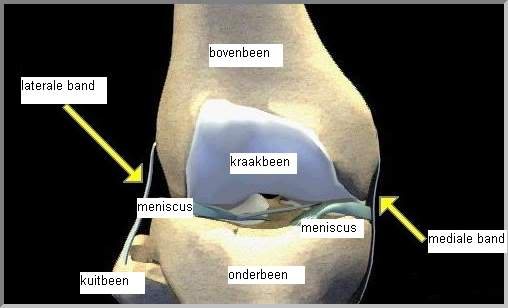 bovenbeen
laterale band
kraakbeen
meniscus
meniscus
mediale band
kuitbeen
onderbeen